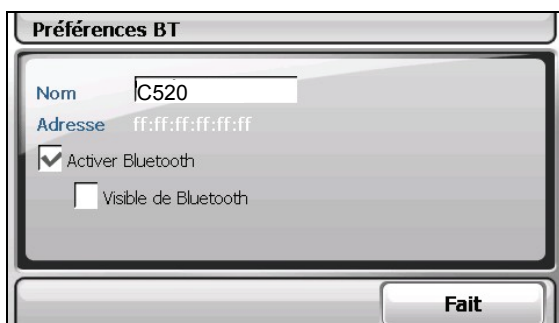 Préférences BT
Nom C520
Adresse ff:ff:ff:ff:ff:ff
Activer Bluetooth
Visible de Bluetooth
Fait